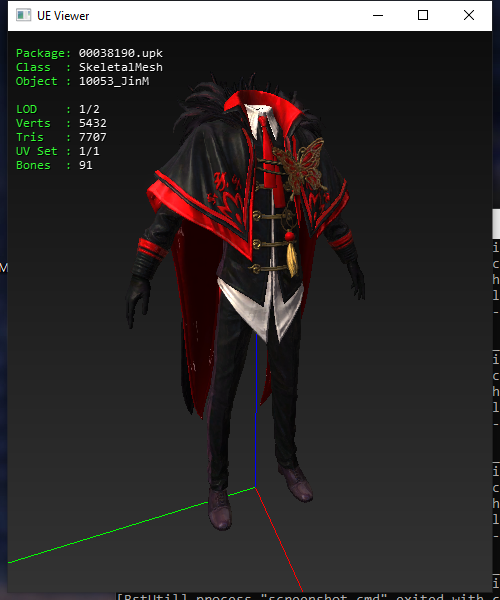 UE Viewer
Package: 00038190.upk
Class  : SkeletalMesh
Object : 10053_JinM
LOD    : 1/2
Verts  : 5432
Tris   : 7707
UV Set : 1/1
Bones  : 91
M
i
c
h
l
-
i
c
h
l
-
i
c
h
l
-
i
[BstUtil] process "screenshot.cmd" exited with c